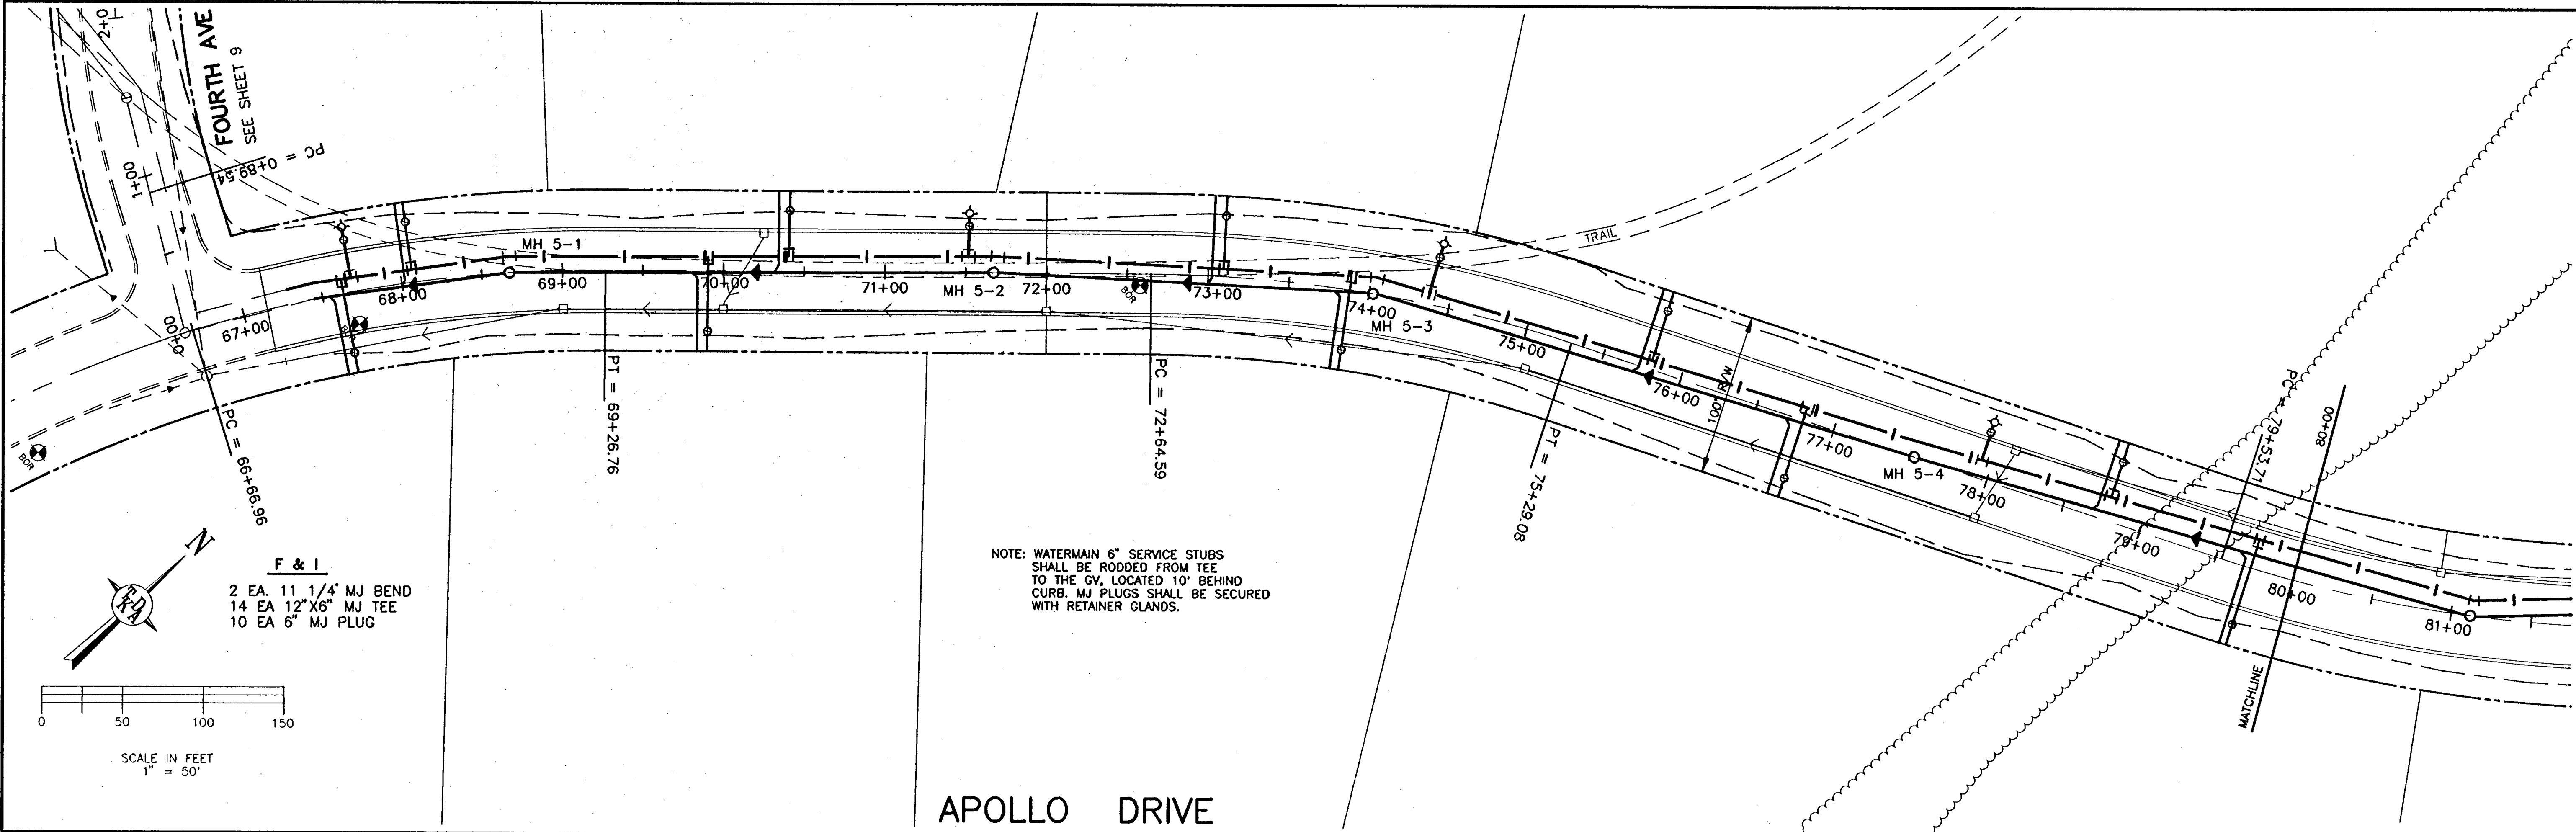 2+0
FOURTH AVE
SEE SHEET 9
PC = 0+89.54
1+00
0+00
67+00
68+00
MH 5-1
69+00
70+00
71+00
MH 5-2
72+00
BOR
73+00
74+00
MH 5-3
75+00
76+00
77+00
MH 5-4
78+00
79+00
80+00
81+00
TRAIL
100' R/W
BOR
BOR
PC = 66+66.96
PT = 69+26.76
PC = 72+64.59
PT = 75+29.08
PC = 79+53.71
80+00
MATCHLINE
N
TKDA
F & I
2 EA. 11 1/4° MJ BEND
14 EA 12"X6" MJ TEE
10 EA 6" MJ PLUG
NOTE: WATERMAIN 6" SERVICE STUBS
SHALL BE RODDED FROM TEE
TO THE GV, LOCATED 10' BEHIND
CURB. MJ PLUGS SHALL BE SECURED
WITH RETAINER GLANDS.
0 50 100 150
SCALE IN FEET
1" = 50'
APOLLO DRIVE